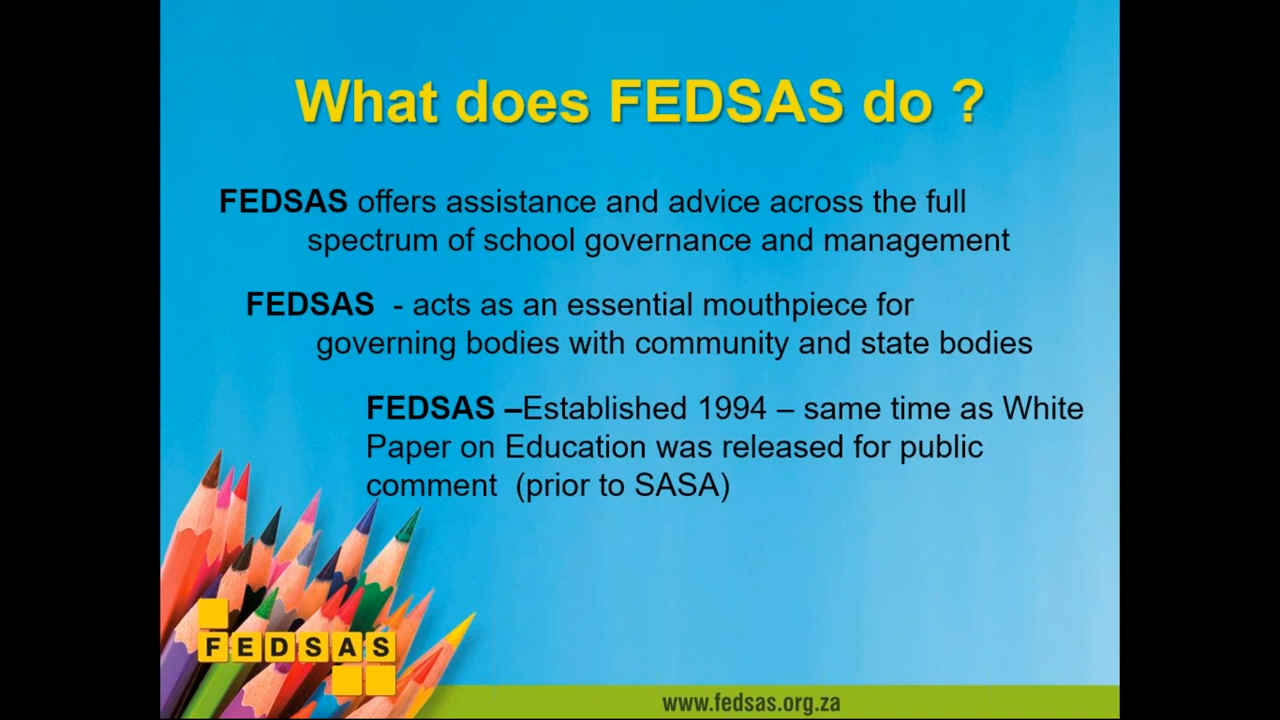 What does FEDSAS do ?
FEDSAS offers assistance and advice across the full
spectrum of school governance and management
FEDSAS - acts as an essential mouthpiece for
governing bodies with community and state bodies
FEDSAS –Established 1994 – same time as White
Paper on Education was released for public
comment (prior to SASA)
FEDSAS
www.fedsas.org.za